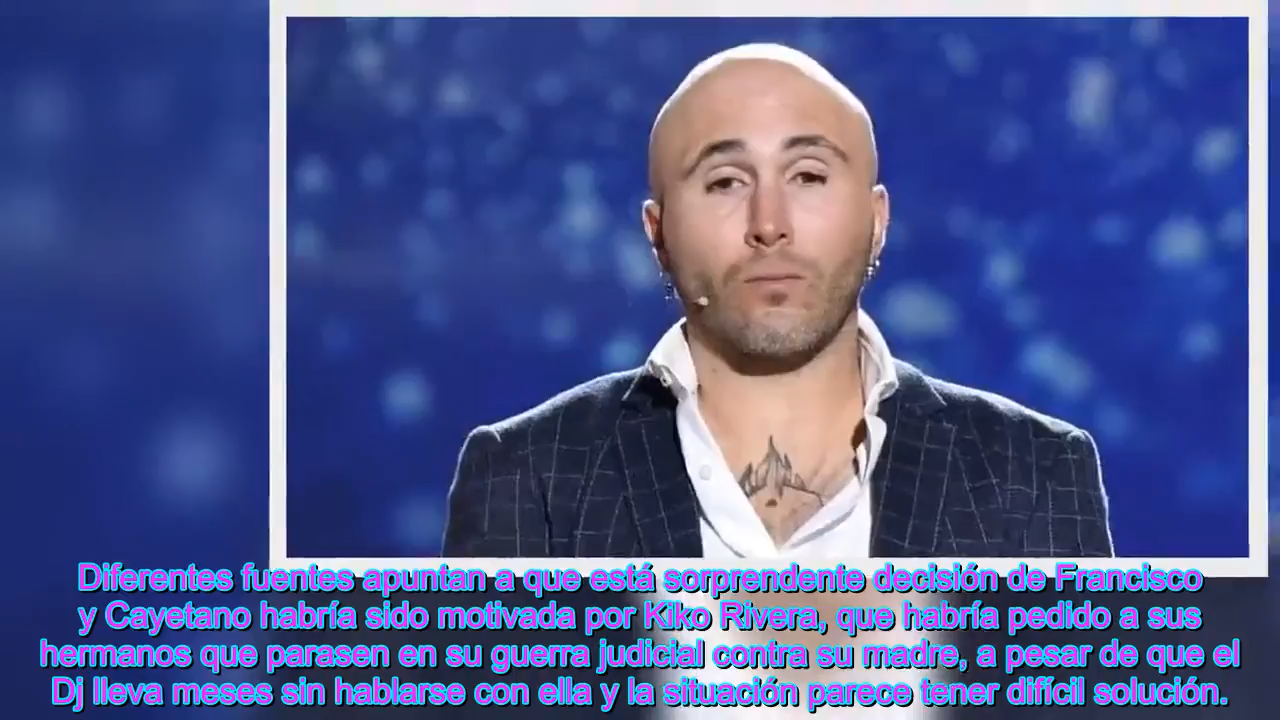 Diferentes fuentes apuntan a que está sorprendente decisión de Francisco
y Cayetano habría sido motivada por Kiko Rivera, que habría pedido a sus
hermanos que parasen en su guerra judicial contra su madre, a pesar de que el
Dj lleva meses sin hablarse con ella y la situación parece tener difícil solución.